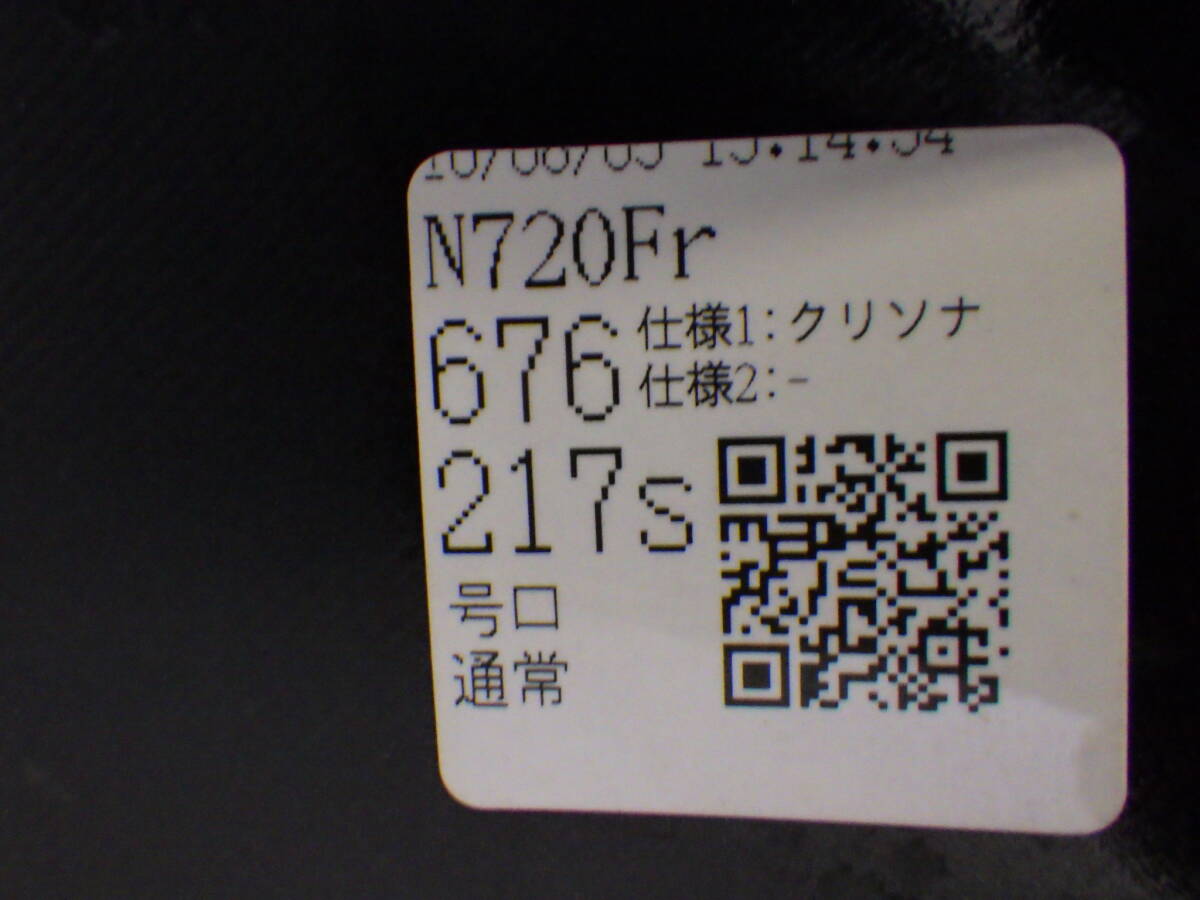 N720Fr
676 仕様1:クリソナ
仕様2:-
217s
号口
通常